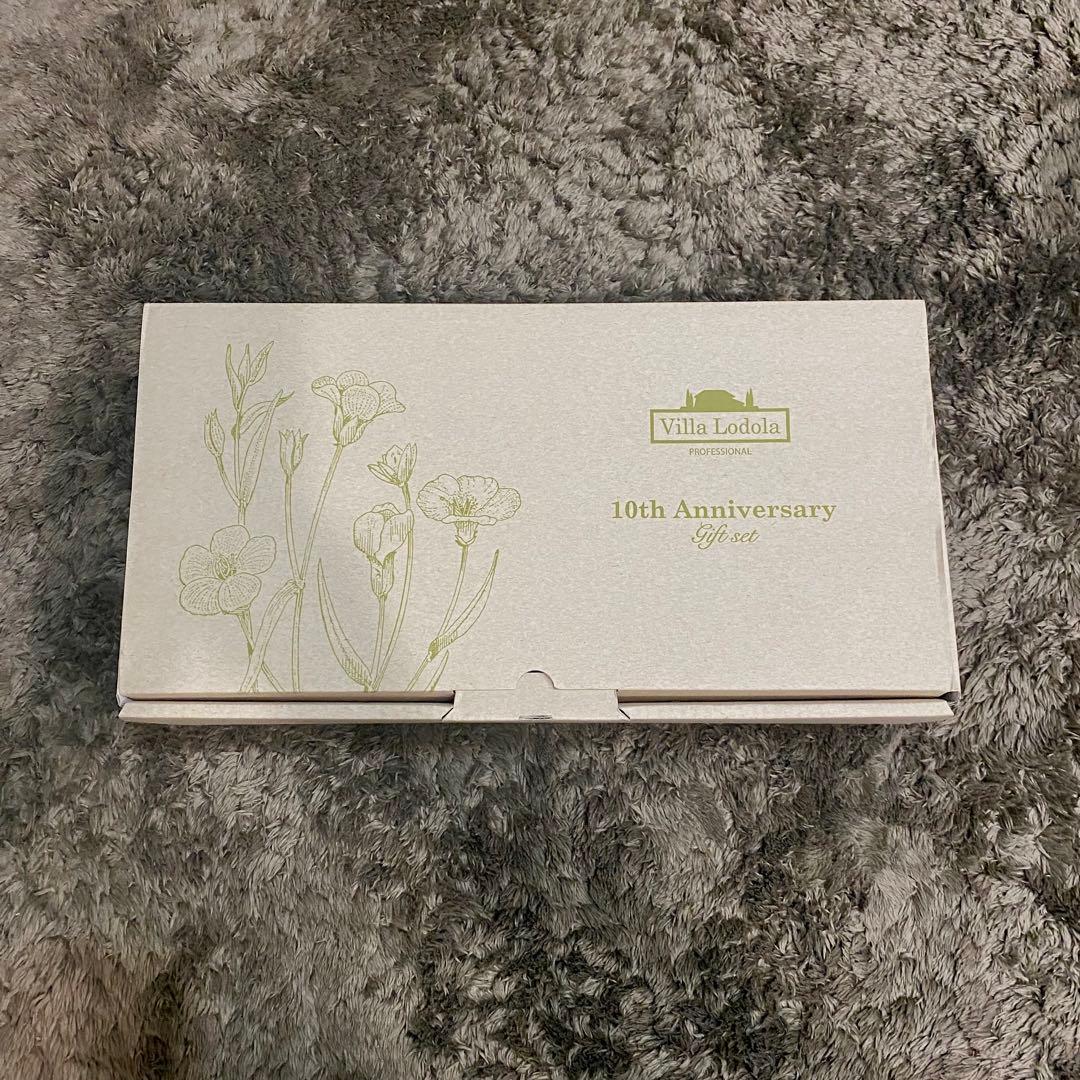 Villa Lodola
PROFESSIONAL
10th Anniversary
Gift set